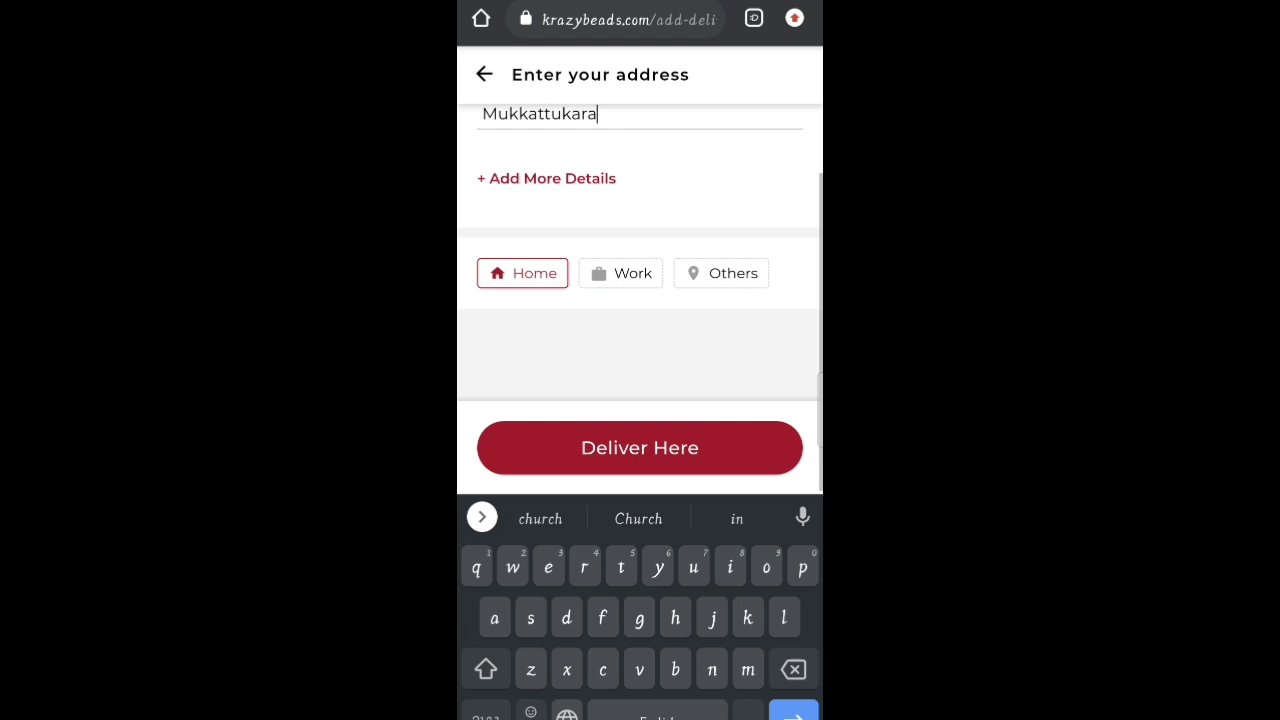 krazybeads.com/add-deli
Enter your address
Mukkattukara
+ Add More Details
Home Work Others
Deliver Here
church Church in
1 2 3 4 5 6 7 8 9 0
q w e r t y u i o p
a s d f g h j k l
z x c v b n m